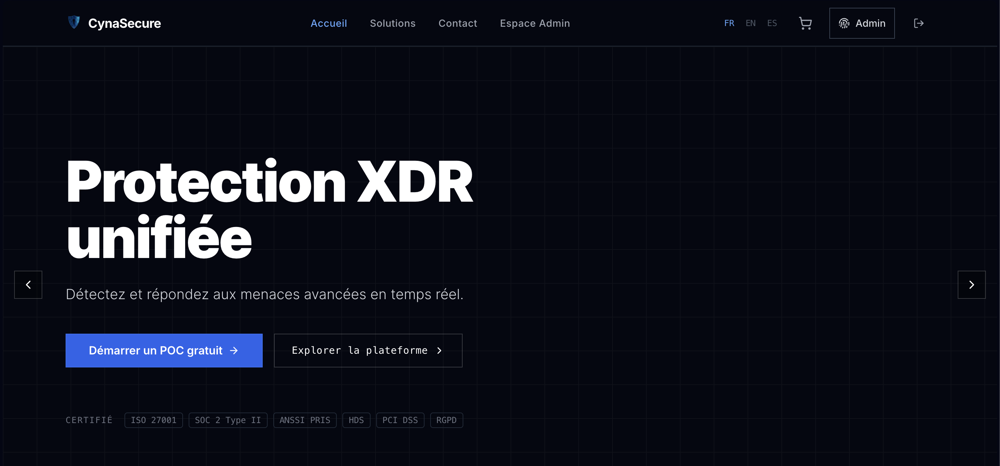 CynaSecure
Accueil
Solutions
Contact
Espace Admin
FR
EN
ES
Admin
Protection XDR
unifiée
Détectez et répondez aux menaces avancées en temps réel.
Démarrer un POC gratuit
Explorer la plateforme
CERTIFIÉ
ISO 27001
SOC 2 Type II
ANSSI PRIS
HDS
PCI DSS
RGPD